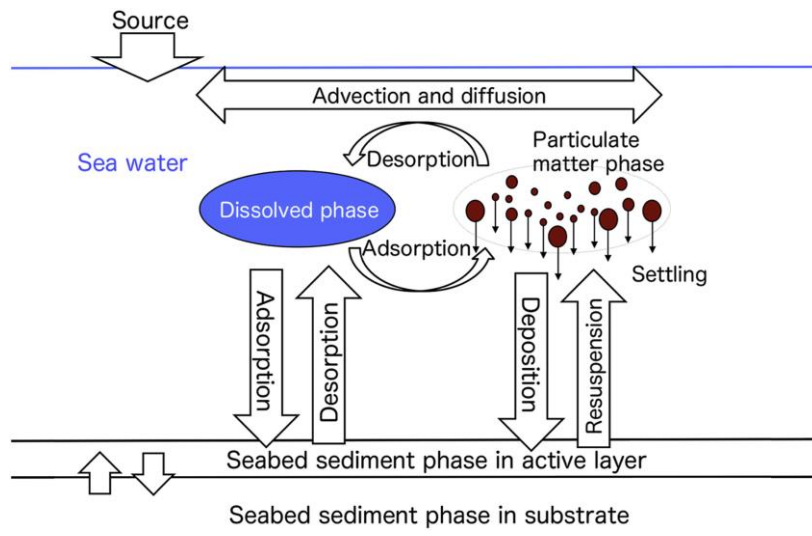 Source
Advection and diffusion
Sea water
Desorption
Particulate
matter phase
Dissolved phase
Adsorption
Settling
Adsorption
Desorption
Deposition
Resuspension
Seabed sediment phase in active layer
Seabed sediment phase in substrate